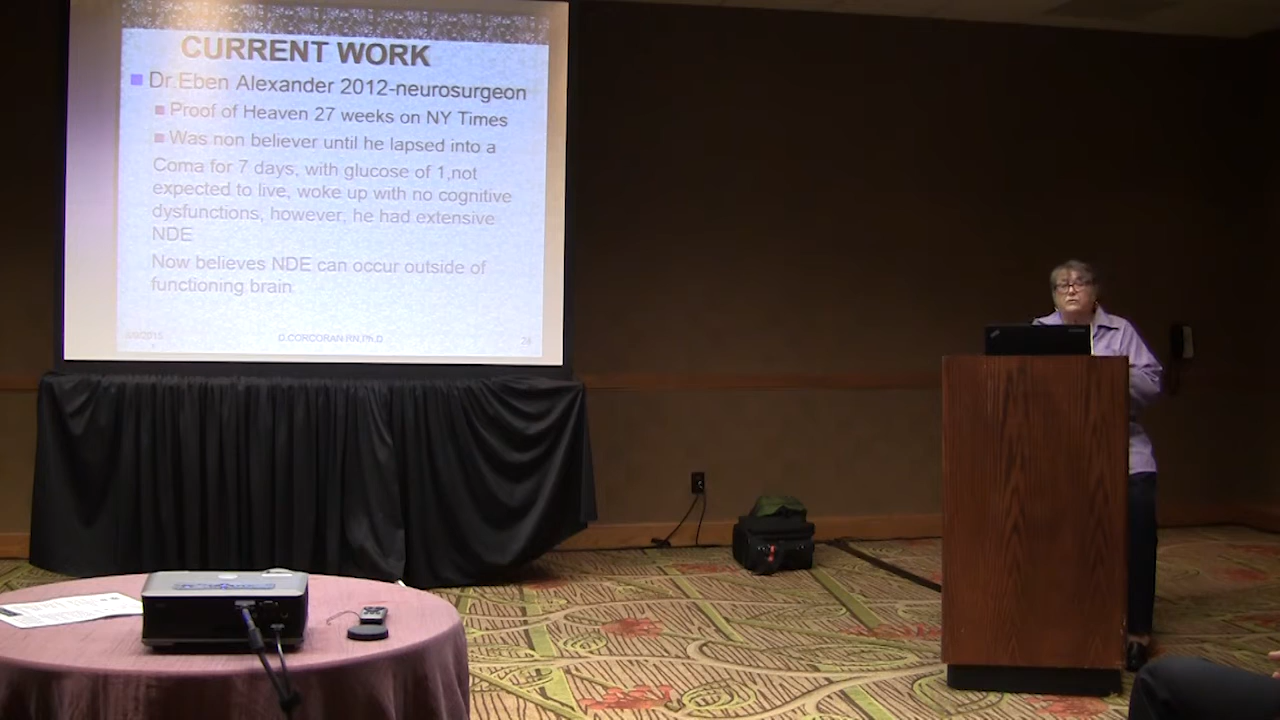 CURRENT WORK
Dr.Eben Alexander 2012-neurosurgeon
Proof of Heaven 27 weeks on NY Times
Was non believer until he lapsed into a
Coma for 7 days, with glucose of 1,not
expected to live, woke up with no cognitive
dysfunctions, however, he had extensive
NDE
Now believes NDE can occur outside of
functioning brain
D.CORCORAN RN,Ph.D